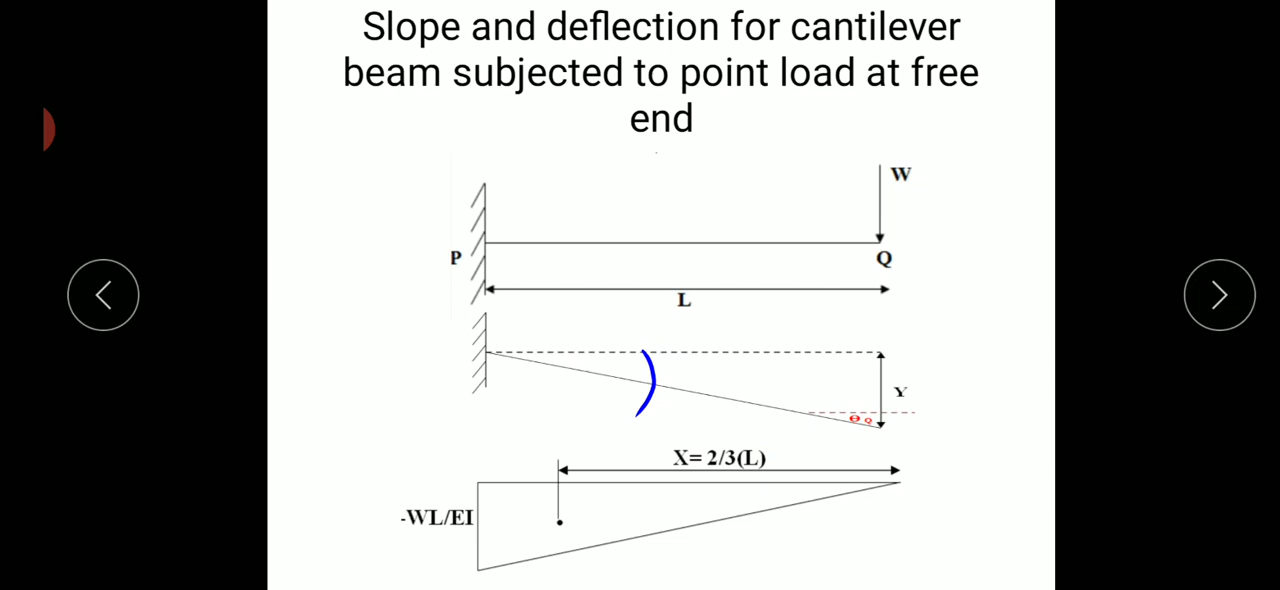 Slope and deflection for cantilever
beam subjected to point load at free
end
W
P
Q
L
Y
Θ Q
X= 2/3(L)
-WL/EI